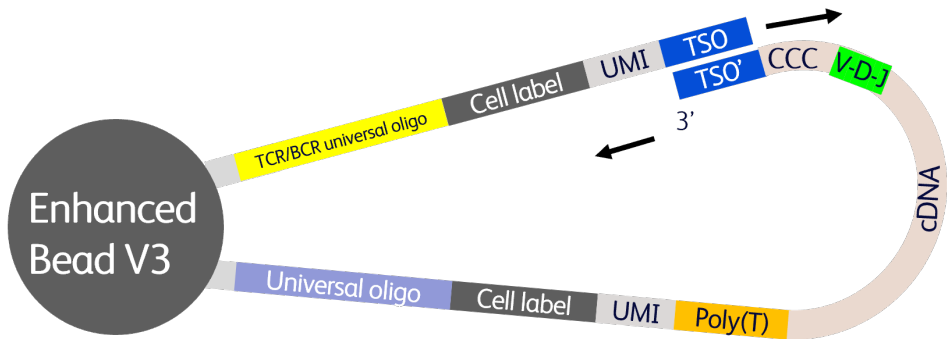 TSO
UMI
Cell label
TCR/BCR universal oligo
TSO'
CCC
V-D-J
3'
cDNA
Enhanced
Bead V3
Universal oligo
Cell label
UMI
Poly(T)